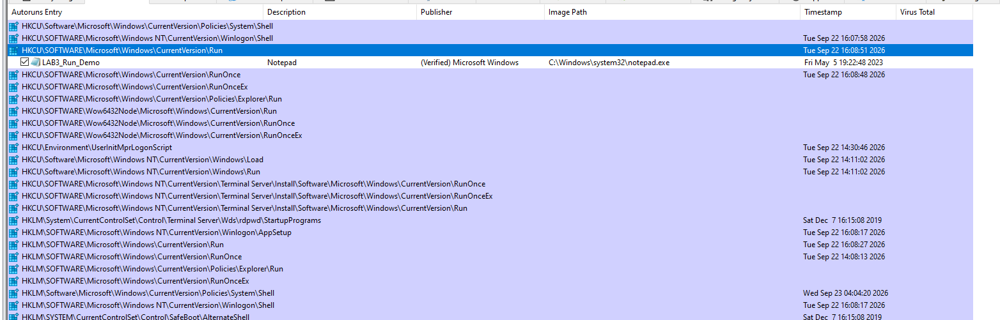 Autoruns Entry Description Publisher Image Path Timestamp Virus Total
HKCU\Software\Microsoft\Windows\CurrentVersion\Policies\System\Shell
HKCU\SOFTWARE\Microsoft\Windows NT\CurrentVersion\Winlogon\Shell Tue Sep 22 16:07:58 2026
HKCU\SOFTWARE\Microsoft\Windows\CurrentVersion\Run Tue Sep 22 16:08:51 2026
LAB3_Run_Demo Notepad (Verified) Microsoft Windows C:\Windows\system32\notepad.exe Fri May 5 19:22:48 2023
HKCU\SOFTWARE\Microsoft\Windows\CurrentVersion\RunOnce Tue Sep 22 16:08:48 2026
HKCU\SOFTWARE\Microsoft\Windows\CurrentVersion\RunOnceEx
HKCU\SOFTWARE\Microsoft\Windows\CurrentVersion\Policies\Explorer\Run
HKCU\SOFTWARE\Wow6432Node\Microsoft\Windows\CurrentVersion\Run
HKCU\SOFTWARE\Wow6432Node\Microsoft\Windows\CurrentVersion\RunOnce
HKCU\SOFTWARE\Wow6432Node\Microsoft\Windows\CurrentVersion\RunOnceEx
HKCU\Environment\UserInitMprLogonScript Tue Sep 22 14:30:46 2026
HKCU\Software\Microsoft\Windows NT\CurrentVersion\Windows\Load Tue Sep 22 14:11:02 2026
HKCU\Software\Microsoft\Windows NT\CurrentVersion\Windows\Run Tue Sep 22 14:11:02 2026
HKCU\SOFTWARE\Microsoft\Windows NT\CurrentVersion\Terminal Server\Install\Software\Microsoft\Windows\CurrentVersion\RunOnce
HKCU\SOFTWARE\Microsoft\Windows NT\CurrentVersion\Terminal Server\Install\Software\Microsoft\Windows\CurrentVersion\RunOnceEx
HKCU\SOFTWARE\Microsoft\Windows NT\CurrentVersion\Terminal Server\Install\Software\Microsoft\Windows\CurrentVersion\Run
HKLM\System\CurrentControlSet\Control\Terminal Server\Wds\rdpwd\StartupPrograms Sat Dec 7 16:15:08 2019
HKLM\SOFTWARE\Microsoft\Windows NT\CurrentVersion\Winlogon\AppSetup Tue Sep 22 16:08:17 2026
HKLM\SOFTWARE\Microsoft\Windows\CurrentVersion\Run Tue Sep 22 16:08:27 2026
HKLM\SOFTWARE\Microsoft\Windows\CurrentVersion\RunOnce Tue Sep 22 14:08:13 2026
HKLM\SOFTWARE\Microsoft\Windows\CurrentVersion\Policies\Explorer\Run
HKLM\SOFTWARE\Microsoft\Windows\CurrentVersion\RunOnceEx
HKLM\Software\Microsoft\Windows\CurrentVersion\Policies\System\Shell Wed Sep 23 04:04:20 2026
HKLM\SOFTWARE\Microsoft\Windows NT\CurrentVersion\Winlogon\Shell Tue Sep 22 16:08:17 2026
HKLM\SYSTEM\CurrentControlSet\Control\SafeBoot\AlternateShell Sat Dec 7 16:15:08 2019